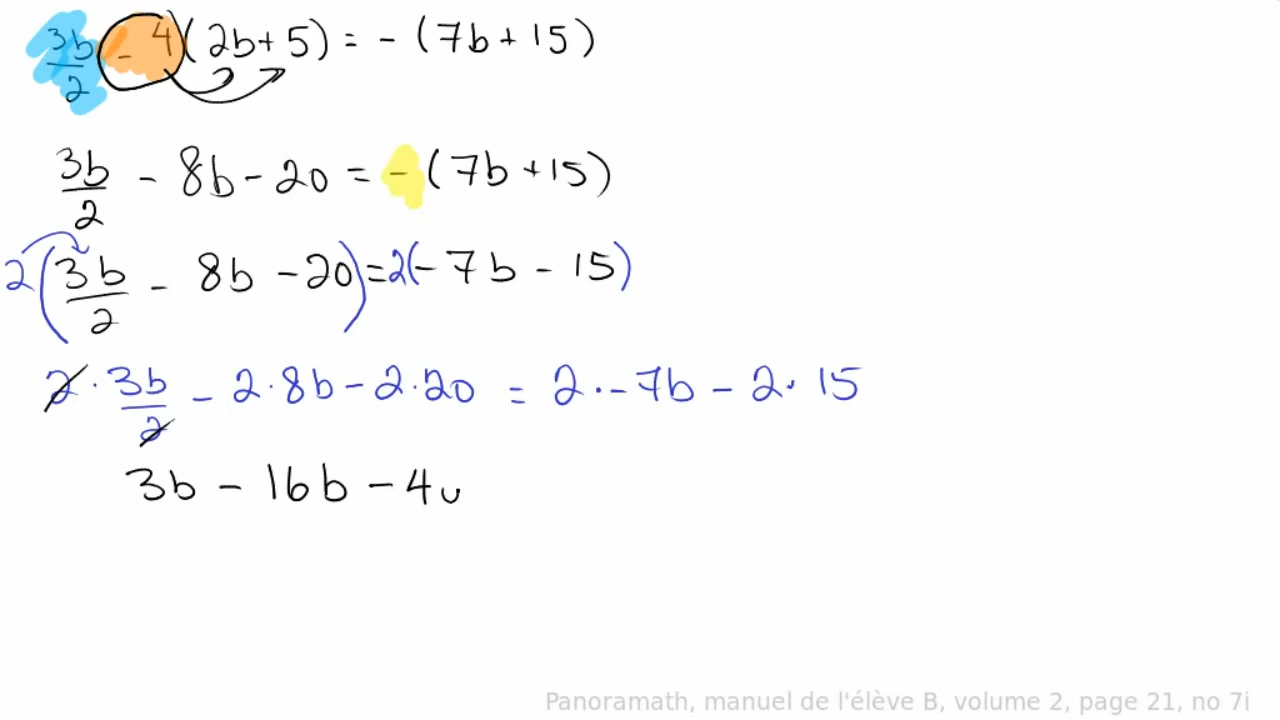 3b/2 - 4(2b + 5) = - (7b + 15)
3b/2 - 8b - 20 = - (7b + 15)
2(3b/2 - 8b - 20) = 2(- 7b - 15)
2 · 3b/2 - 2 · 8b - 2 · 20 = 2 · - 7b - 2 · 15
3b - 16b - 4
Panoramath, manuel de l'élève B, volume 2, page 21, no 7i